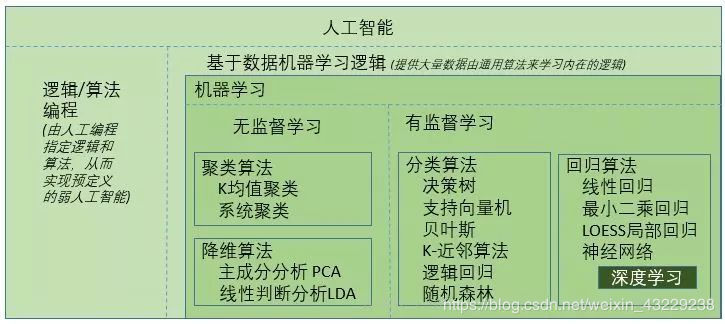 人工智能
逻辑/算法
编程
(由人工编程
指定逻辑和
算法，从而
实现预定义
的弱人工智能)
基于数据机器学习逻辑 (提供大量数据由通用算法来学习内在的逻辑)
机器学习
无监督学习
聚类算法
K均值聚类
系统聚类
降维算法
主成分分析 PCA
线性判断分析LDA
有监督学习
分类算法
决策树
支持向量机
贝叶斯
K-近邻算法
逻辑回归
随机森林
回归算法
线性回归
最小二乘回归
LOESS局部回归
神经网络
深度学习
https://blog.csdn.net/weixin_43229238